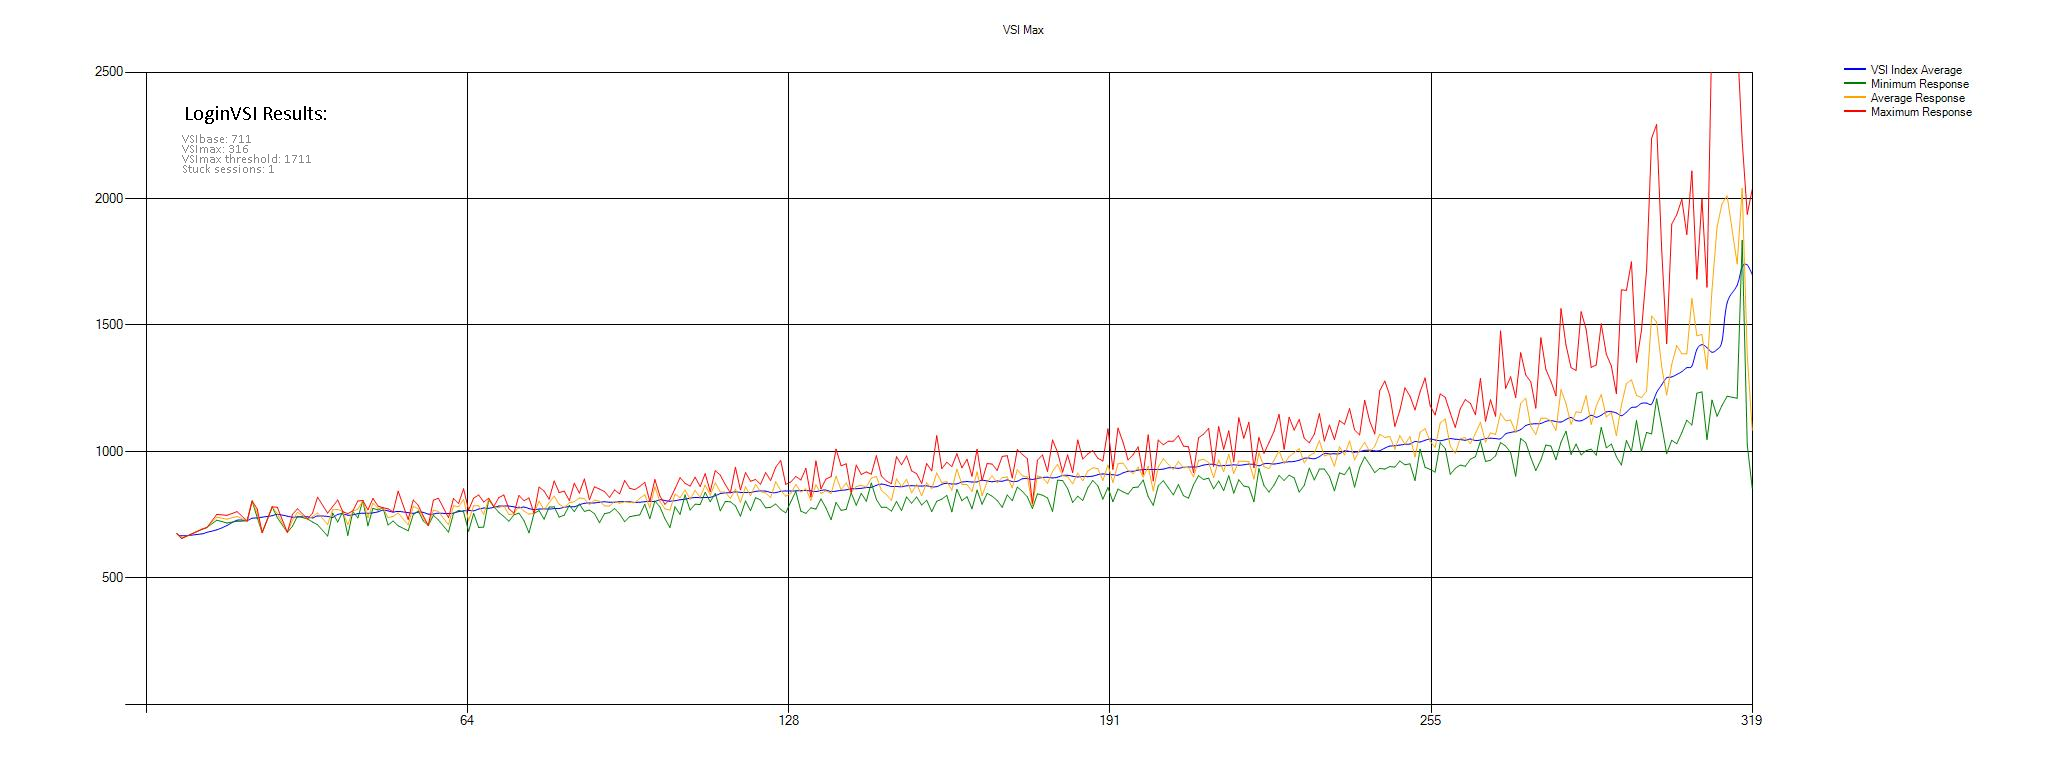 VSI Max
2500
2000
1500
1000
500
LoginVSI Results:
VSIbase: 711
VSImax: 316
VSImax threshold: 1711
Stuck sessions: 1
VSI Index Average
Minimum Response
Average Response
Maximum Response
64
128
191
255
319